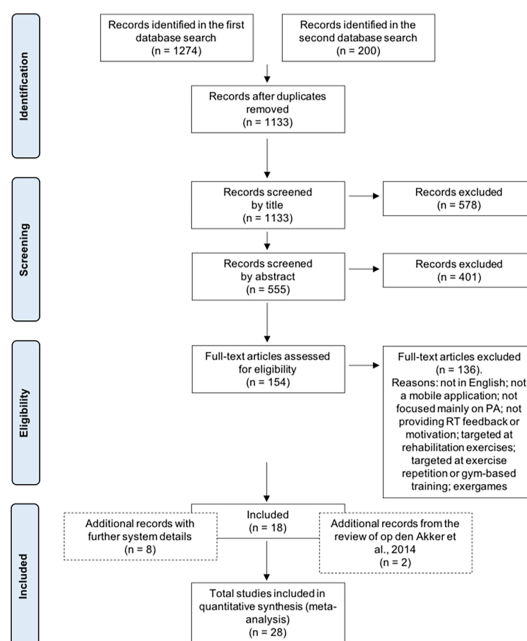 Identification
Records identified in the first
database search
(n = 1274)
Records identified in the
second database search
(n = 200)
Records after duplicates
removed
(n = 1133)
Screening
Records screened
by title
(n = 1133)
Records excluded
(n = 578)
Records screened
by abstract
(n = 555)
Records excluded
(n = 401)
Eligibility
Full-text articles assessed
for eligibility
(n = 154)
Full-text articles excluded
(n = 136).
Reasons: not in English; not
a mobile application; not
focused mainly on PA; not
providing RT feedback or
motivation; targeted at
rehabilitation exercises;
targeted at exercise
repetition or gym-based
training; exergames
Included
Included
(n = 18)
Additional records with
further system details
(n = 8)
Additional records from the
review of op den Akker et
al., 2014
(n = 2)
Total studies included in
quantitative synthesis (meta-
analysis)
(n = 28)